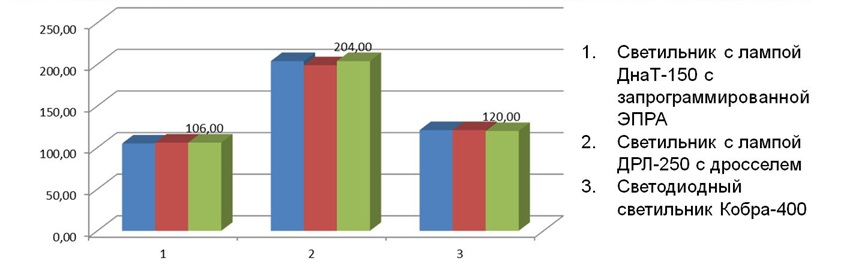 250,00
200,00
150,00
100,00
50,00
0,00
106,00
204,00
120,00
1
2
3
1. Светильник с лампой
ДнаТ-150 с
запрограммированной
ЭПРА
2. Светильник с лампой
ДРЛ-250 с дросселем
3. Светодиодный
светильник Кобра-400